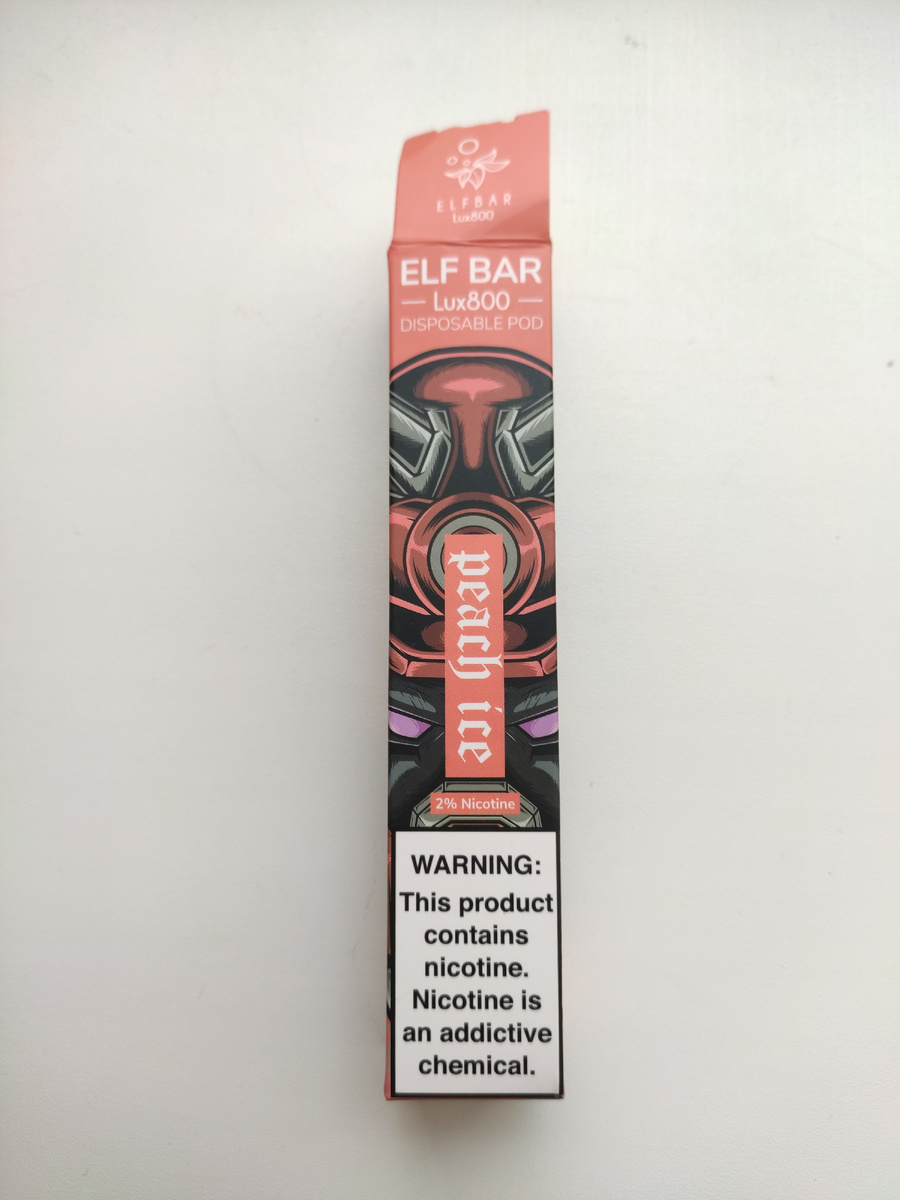 ELFBAR
Lux800
ELF BAR
Lux800
DISPOSABLE POD
peach ice
2% Nicotine
WARNING:
This product
contains
nicotine.
Nicotine is
an addictive
chemical.